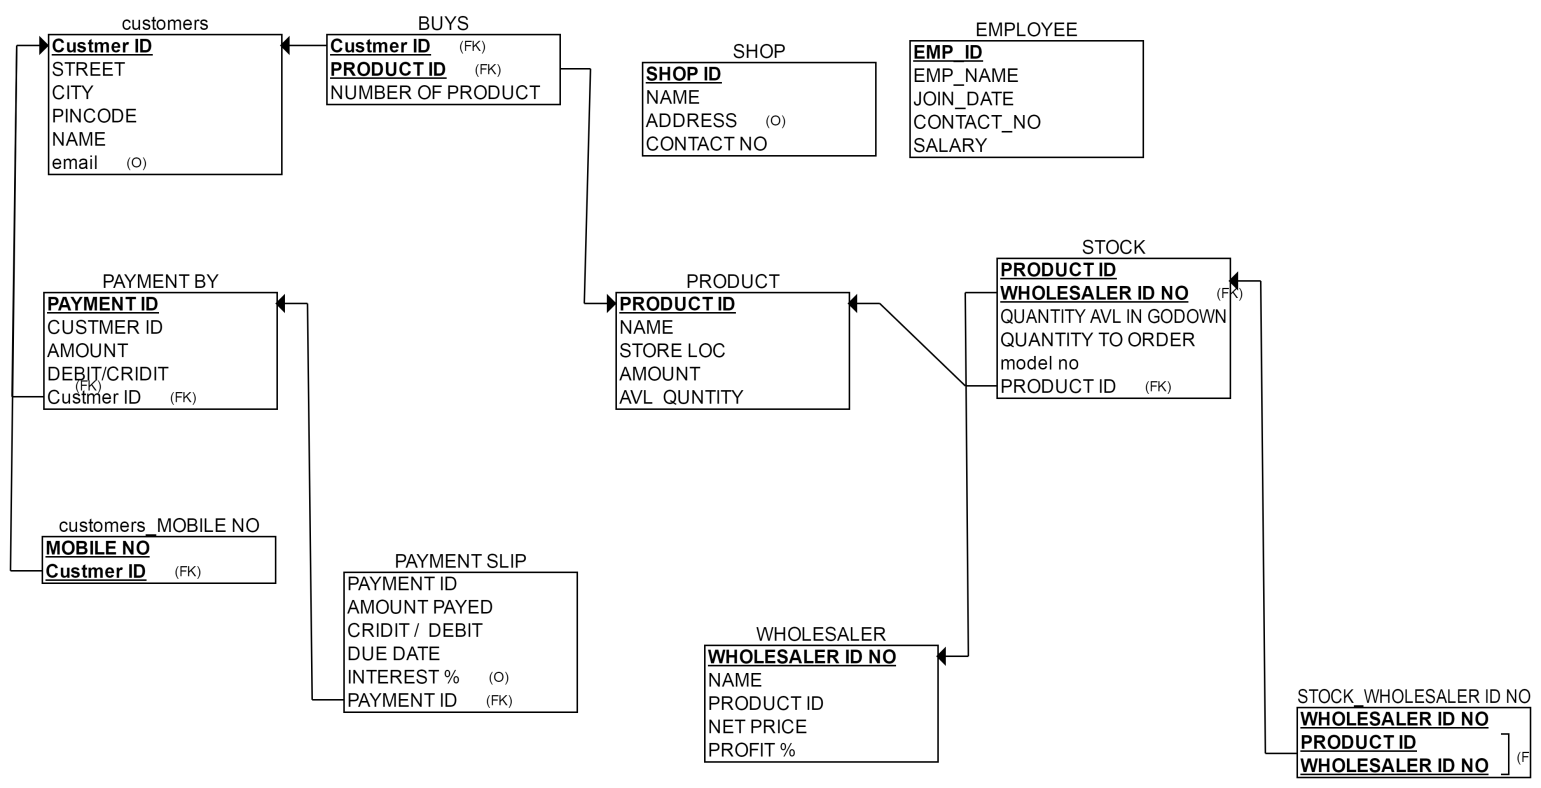 customers
Custmer ID
STREET
CITY
PINCODE
NAME
email (O)
BUYS
Custmer ID (FK)
PRODUCT ID (FK)
NUMBER OF PRODUCT
SHOP
SHOP ID
NAME
ADDRESS (O)
CONTACT NO
EMPLOYEE
EMP_ID
EMP_NAME
JOIN_DATE
CONTACT_NO
SALARY
PAYMENT BY
PAYMENT ID
CUSTMER ID
AMOUNT
DEBIT/CRIDIT
(FK)
Custmer ID (FK)
PRODUCT
PRODUCT ID
NAME
STORE LOC
AMOUNT
AVL QUNTITY
STOCK
PRODUCT ID
WHOLESALER ID NO (FK)
QUANTITY AVL IN GODOWN
QUANTITY TO ORDER
model no
PRODUCT ID (FK)
customers_MOBILE NO
MOBILE NO
Custmer ID (FK)
PAYMENT SLIP
PAYMENT ID
AMOUNT PAYED
CRIDIT / DEBIT
DUE DATE
INTEREST % (O)
PAYMENT ID (FK)
WHOLESALER
WHOLESALER ID NO
NAME
PRODUCT ID
NET PRICE
PROFIT %
STOCK_WHOLESALER ID NO
WHOLESALER ID NO
PRODUCT ID
WHOLESALER ID NO (F